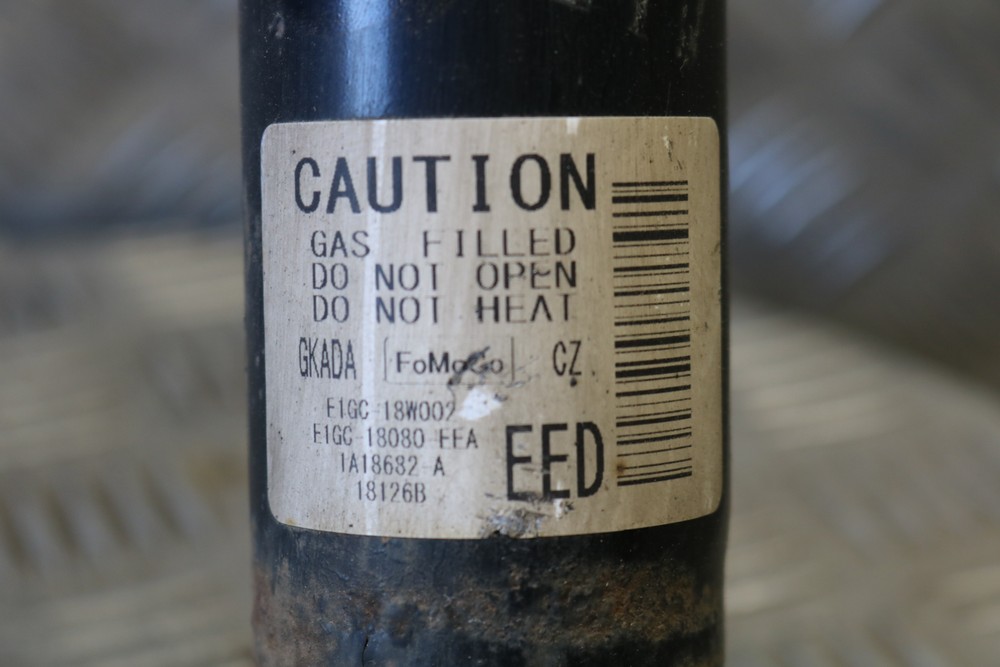 CAUTION
GAS FILLED
DO NOT OPEN
DO NOT HEAT
GKADA FoMoCo CZ
F1GC-18W002
E1GC-18080-EEA
1A18682-A
18126B
EED